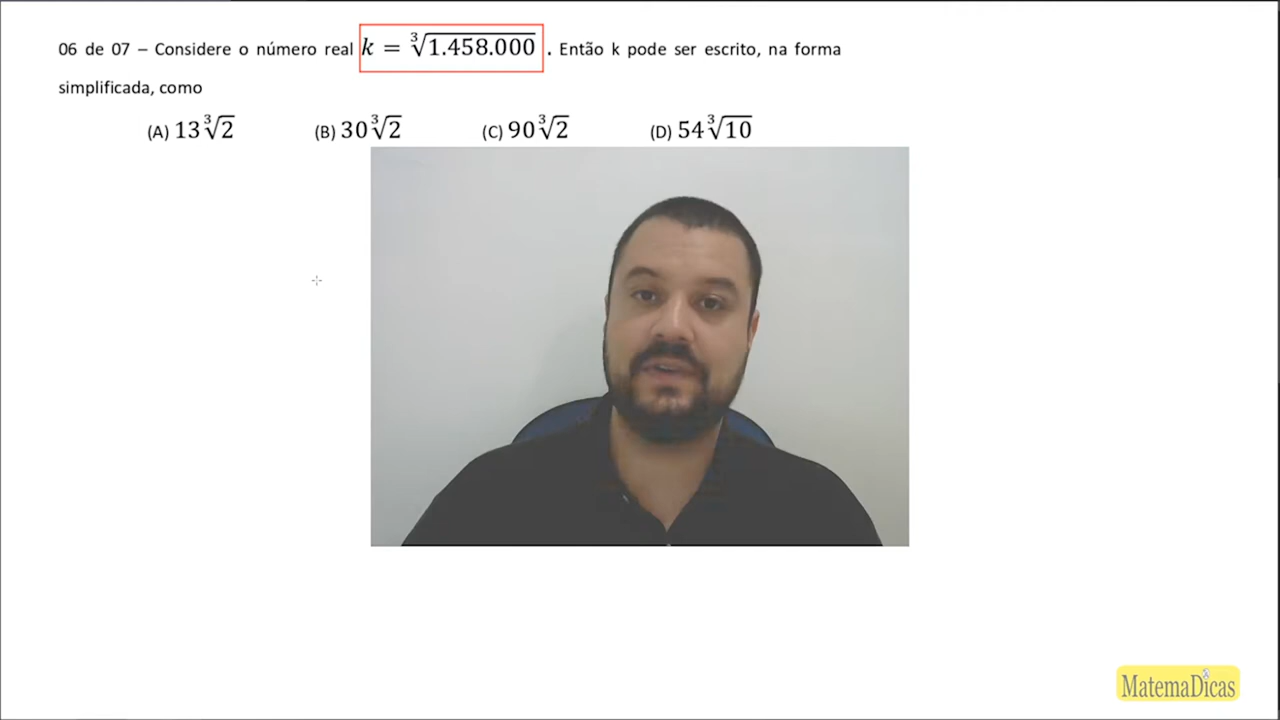 06 de 07 – Considere o número real k = ∛1.458.000 . Então k pode ser escrito, na forma
simplificada, como
(A) 13∛2 (B) 30∛2 (C) 90∛2 (D) 54∛10
MatemaDicas